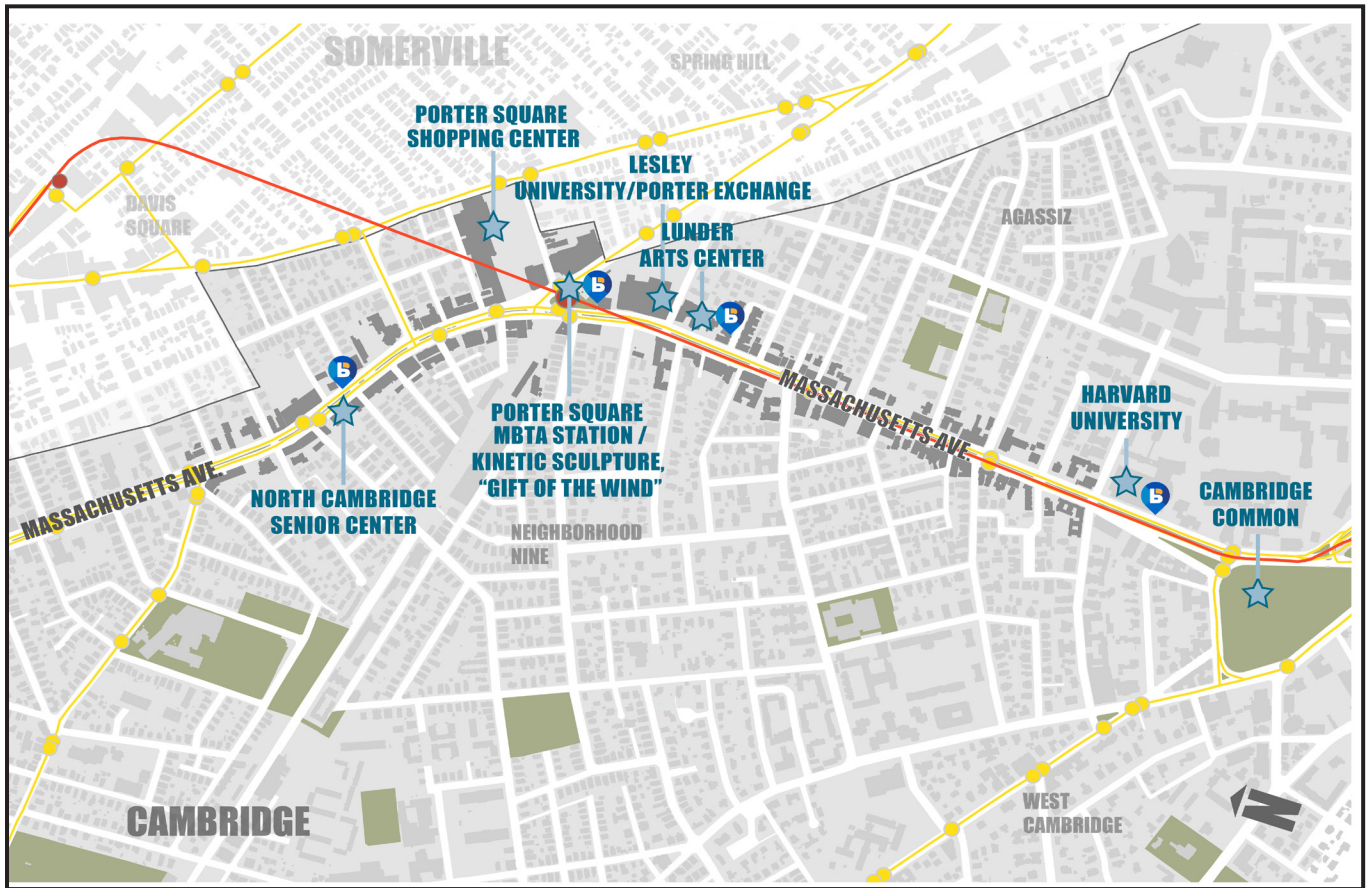 SOMERVILLE
SPRING HILL
PORTER SQUARE
SHOPPING CENTER
LESLEY
UNIVERSITY/PORTER EXCHANGE
DAVIS
SQUARE
LUNDER
ARTS CENTER
AGASSIZ
b
b
b
MASSACHUSETTS AVE.
HARVARD
UNIVERSITY
PORTER SQUARE
MBTA STATION /
KINETIC SCULPTURE,
“GIFT OF THE WIND”
MASSACHUSETTS AVE.
NORTH CAMBRIDGE
SENIOR CENTER
b
CAMBRIDGE
COMMON
NEIGHBORHOOD
NINE
CAMBRIDGE
WEST
CAMBRIDGE
N